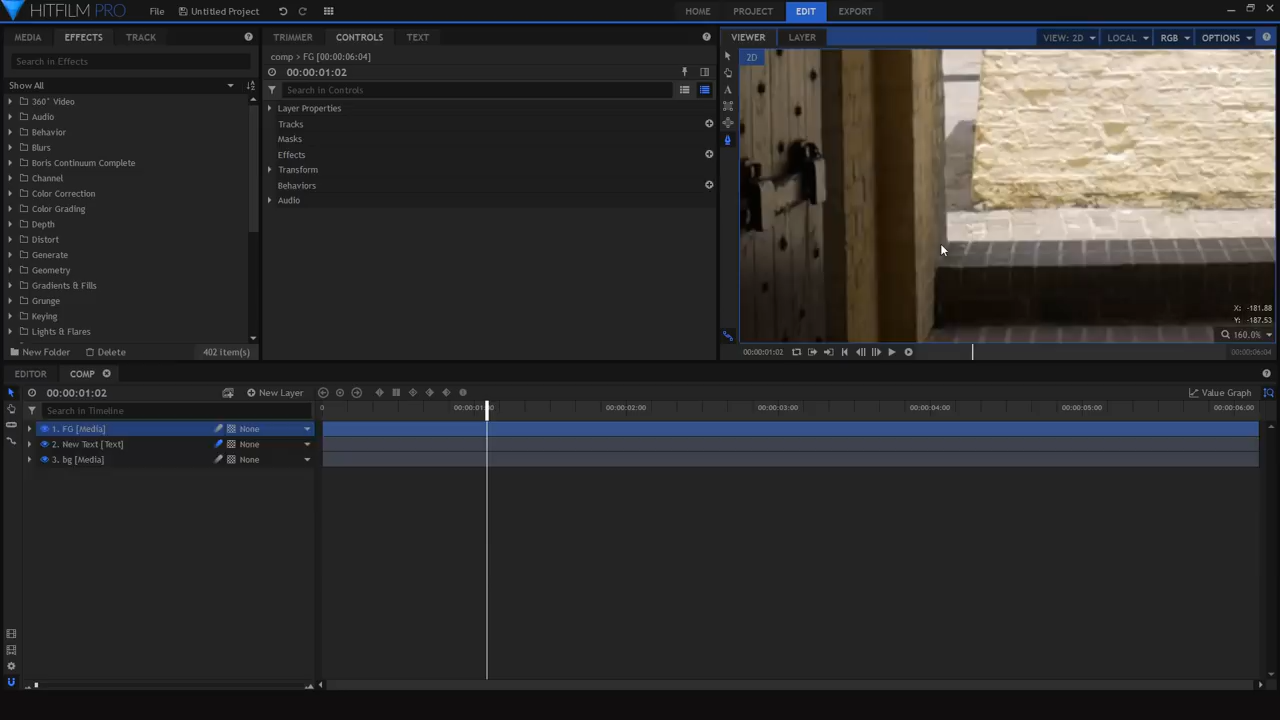 HITFILM PRO File Untitled Project HOME PROJECT EDIT EXPORT
MEDIA EFFECTS TRACK
Search in Effects
Show All
360° Video
Audio
Behavior
Blurs
Boris Continuum Complete
Channel
Color Correction
Color Grading
Depth
Distort
Generate
Geometry
Gradients & Fills
Grunge
Keying
Lights & Flares
New Folder Delete 402 Item(s)
TRIMMER CONTROLS TEXT
comp > FG [00:00:06:04]
00:00:01:02
Search in Controls
Layer Properties
Tracks
Masks
Effects
Transform
Behaviors
Audio
VIEWER LAYER VIEW: 2D LOCAL RGB OPTIONS
2D
X: -181.88
Y: -187.53
160.0%
00:00:01:02 00:00:06:04
EDITOR COMP
00:00:01:02 New Layer Value Graph
Search in Timeline 0 00:00:01:00 00:00:02:00 00:00:03:00 00:00:04:00 00:00:05:00 00:00:06:00
1. FG [Media] None
2. New Text [Text] None
3. bg [Media] None